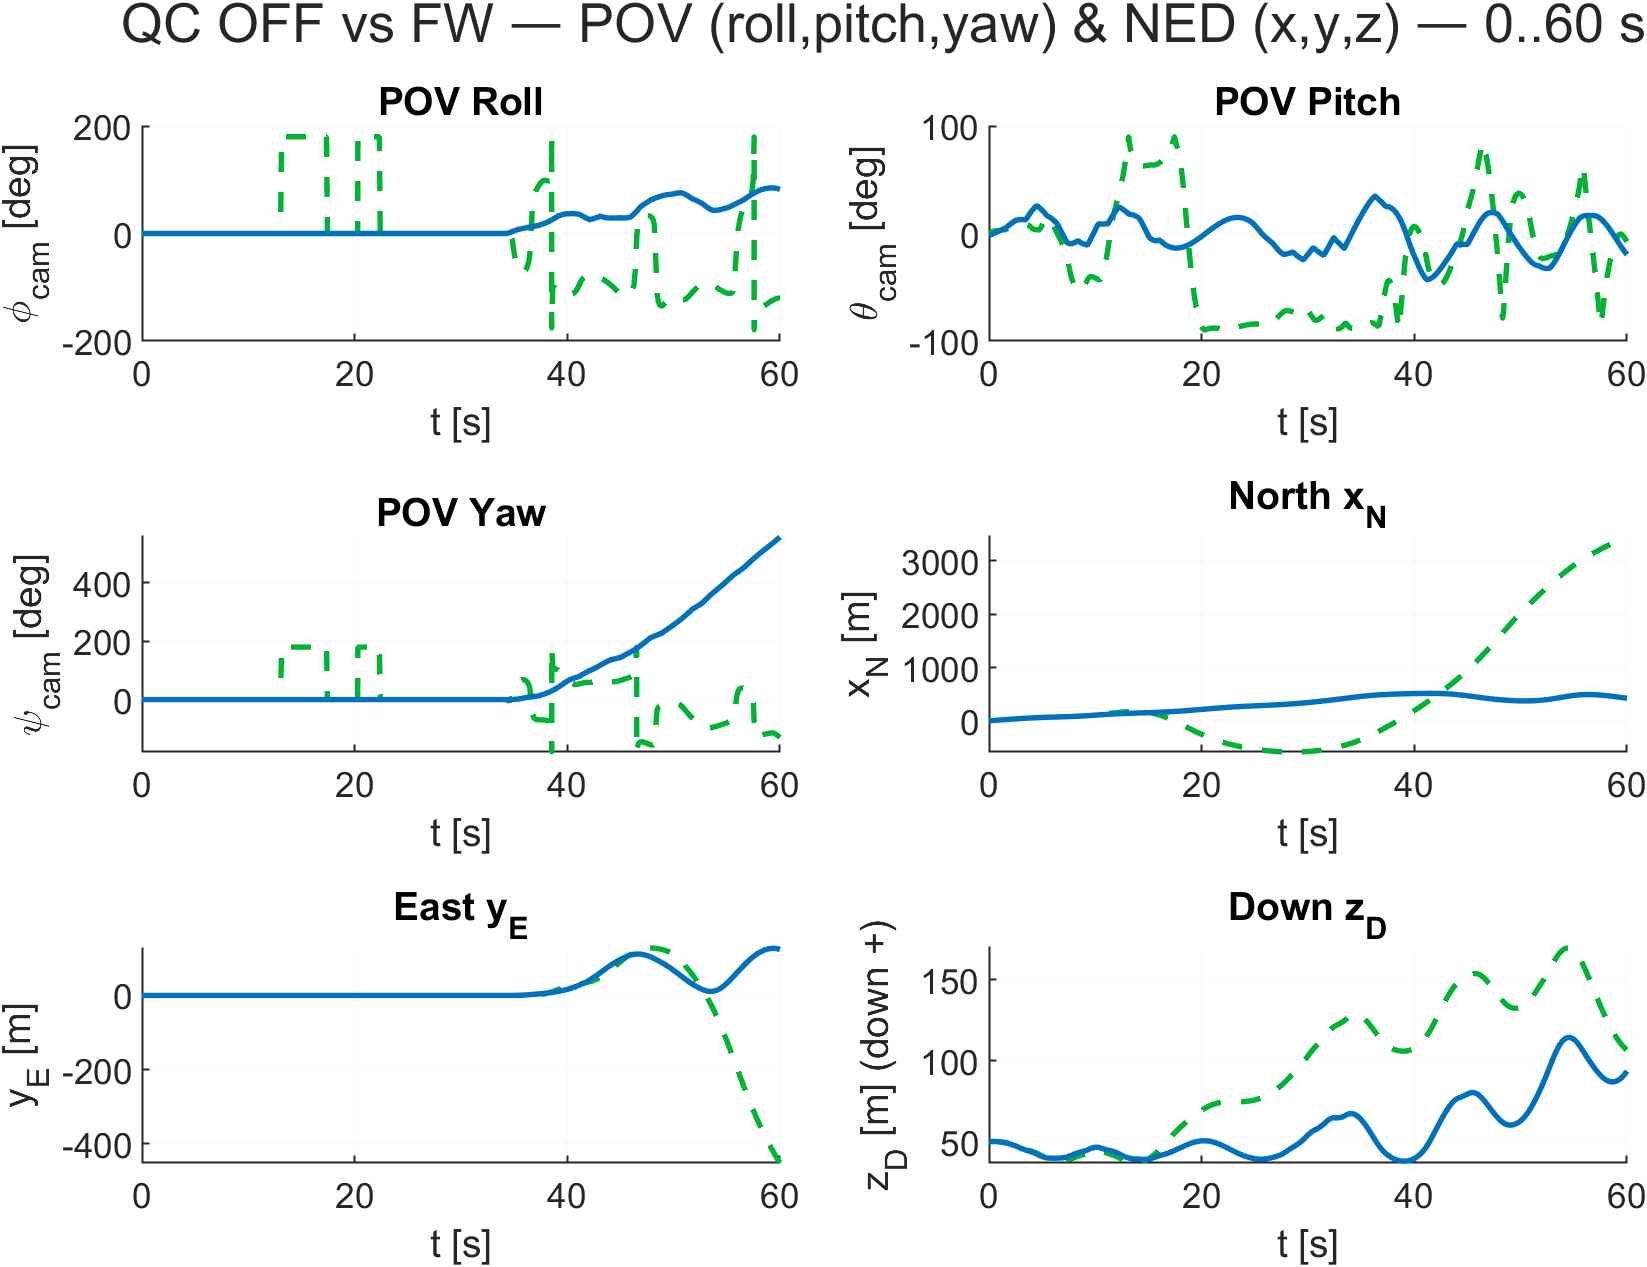 QC OFF vs FW — POV (roll,pitch,yaw) & NED (x,y,z) — 0..60 s
POV Roll
ϕcam [deg]
200
0
-200
0 20 40 60
t [s]
POV Pitch
θcam [deg]
100
0
-100
0 20 40 60
t [s]
POV Yaw
ψcam [deg]
400
200
0
0 20 40 60
t [s]
North xN
xN [m]
3000
2000
1000
0
0 20 40 60
t [s]
East yE
yE [m]
0
-200
-400
0 20 40 60
t [s]
Down zD
zD [m] (down +)
150
100
50
0 20 40 60
t [s]